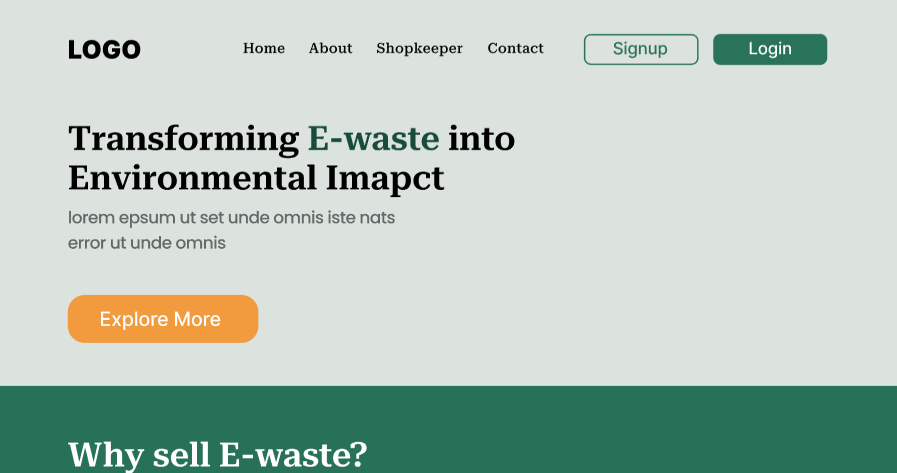 LOGO
Home About Shopkeeper Contact Signup Login
Transforming E-waste into
Environmental Imapct
lorem epsum ut set unde omnis iste nats
error ut unde omnis
Explore More
Why sell E-waste?